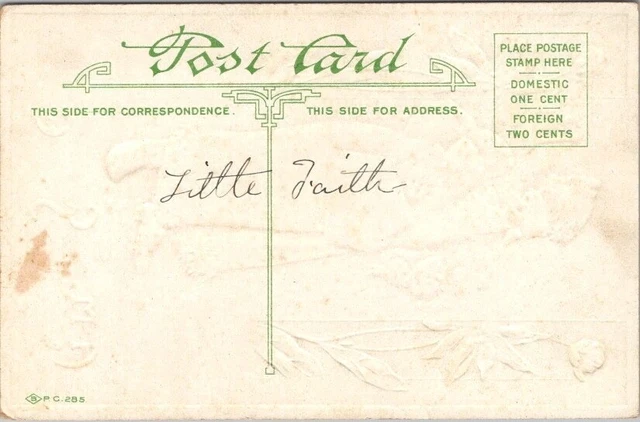 Post Card
THIS SIDE FOR CORRESPONDENCE.
THIS SIDE FOR ADDRESS.
PLACE POSTAGE
STAMP HERE
DOMESTIC
ONE CENT
FOREIGN
TWO CENTS
Little Faith
P.C. 285